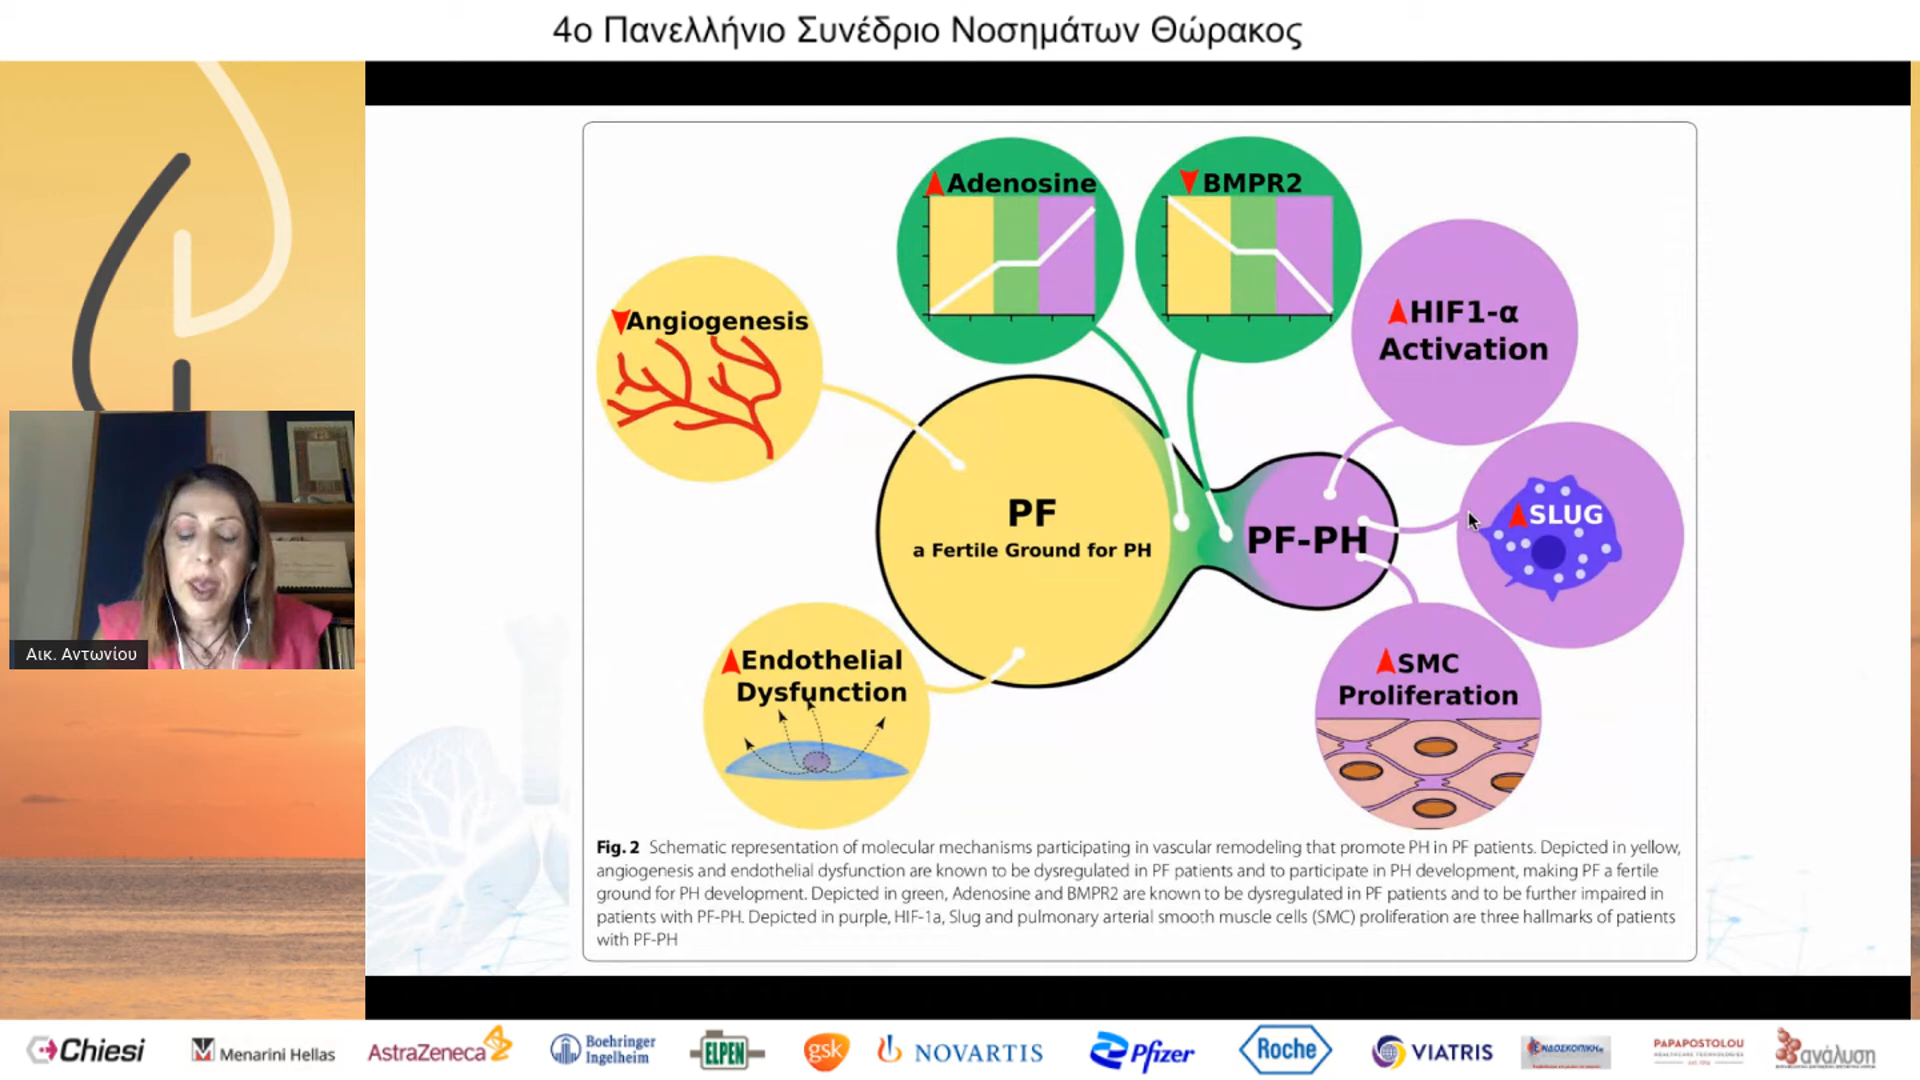 4ο Πανελλήνιο Συνέδριο Νοσημάτων Θώρακος
Adenosine
BMPR2
Angiogenesis
HIF1-α
Activation
SLUG
PF
a Fertile Ground for PH
PF-PH
Endothelial
Dysfunction
SMC
Proliferation
Αικ. Αντωνίου
Fig. 2 Schematic representation of molecular mechanisms participating in vascular remodeling that promote PH in PF patients. Depicted in yellow,
angiogenesis and endothelial dysfunction are known to be dysregulated in PF patients and to participate in PH development, making PF a fertile
ground for PH development. Depicted in green, Adenosine and BMPR2 are known to be dysregulated in PF patients and to be further impaired in
patients with PF-PH. Depicted in purple, HIF-1a, Slug and pulmonary arterial smooth muscle cells (SMC) proliferation are three hallmarks of patients
with PF-PH
Chiesi
Menarini Hellas
AstraZeneca
Boehringer
Ingelheim
ELPEN
gsk
NOVARTIS
Pfizer
Roche
VIATRIS
ΕΝΔΟΣΚΟΠΙΚΗ
PAPAPOSTOLOU
HEALTHCARE TECHNOLOGIES
ανάλυση